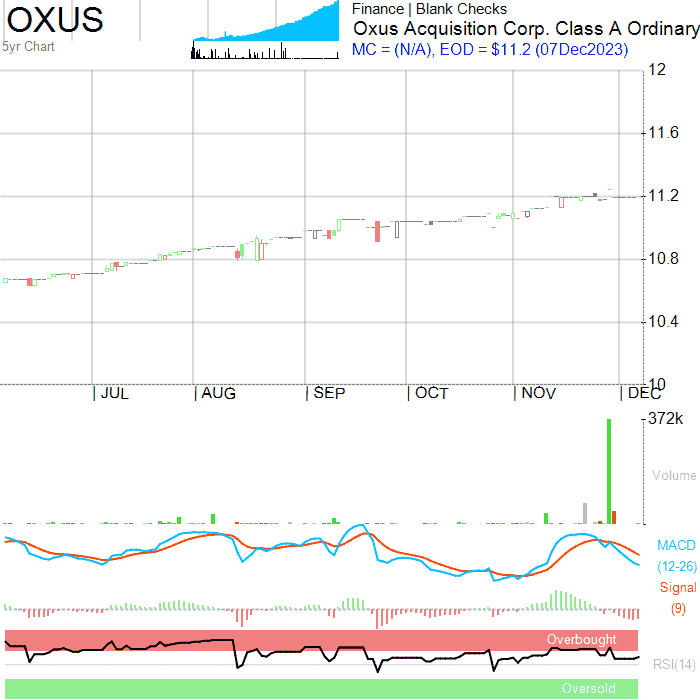 OXUS
5yr Chart
Finance | Blank Checks
Oxus Acquisition Corp. Class A Ordinary
MC = (N/A), EOD = $11.2 (07Dec2023)
12
11.6
11.2
10.8
10.4
10
| JUL | AUG | SEP | OCT | NOV | DEC
372k
Volume
MACD
(12-26)
Signal
(9)
Overbought
RSI(14)
Oversold